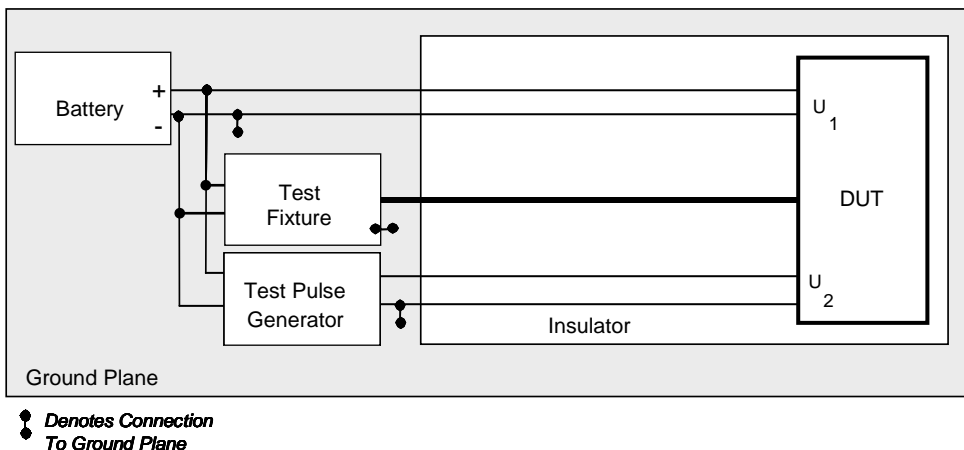 Battery
+
-
U
1
Test
Fixture
DUT
Test Pulse
Generator
U
2
Insulator
Ground Plane
Denotes Connection
To Ground Plane